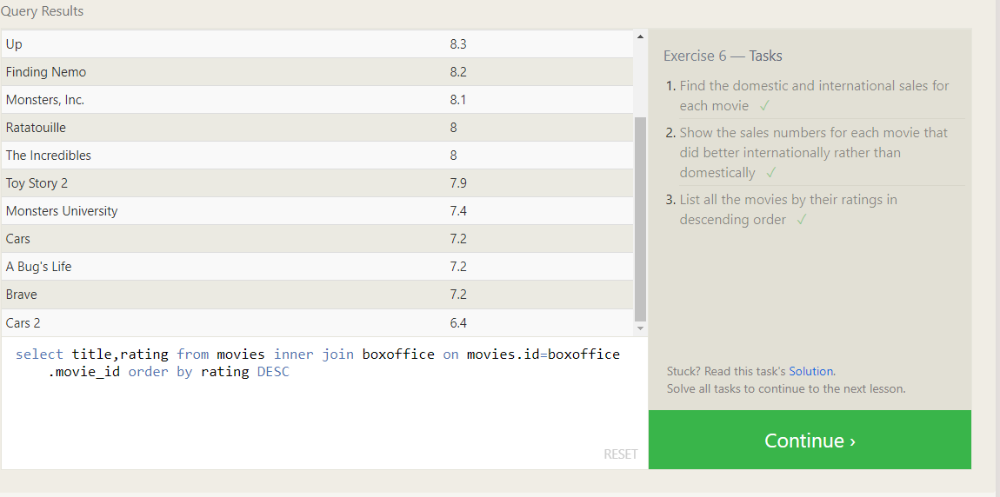 Query Results
Up 8.3
Finding Nemo 8.2
Monsters, Inc. 8.1
Ratatouille 8
The Incredibles 8
Toy Story 2 7.9
Monsters University 7.4
Cars 7.2
A Bug's Life 7.2
Brave 7.2
Cars 2 6.4
select title,rating from movies inner join boxoffice on movies.id=boxoffice
.movie_id order by rating DESC
RESET
Exercise 6 — Tasks
1. Find the domestic and international sales for
each movie ✓
2. Show the sales numbers for each movie that
did better internationally rather than
domestically ✓
3. List all the movies by their ratings in
descending order ✓
Stuck? Read this task's Solution.
Solve all tasks to continue to the next lesson.
Continue ›